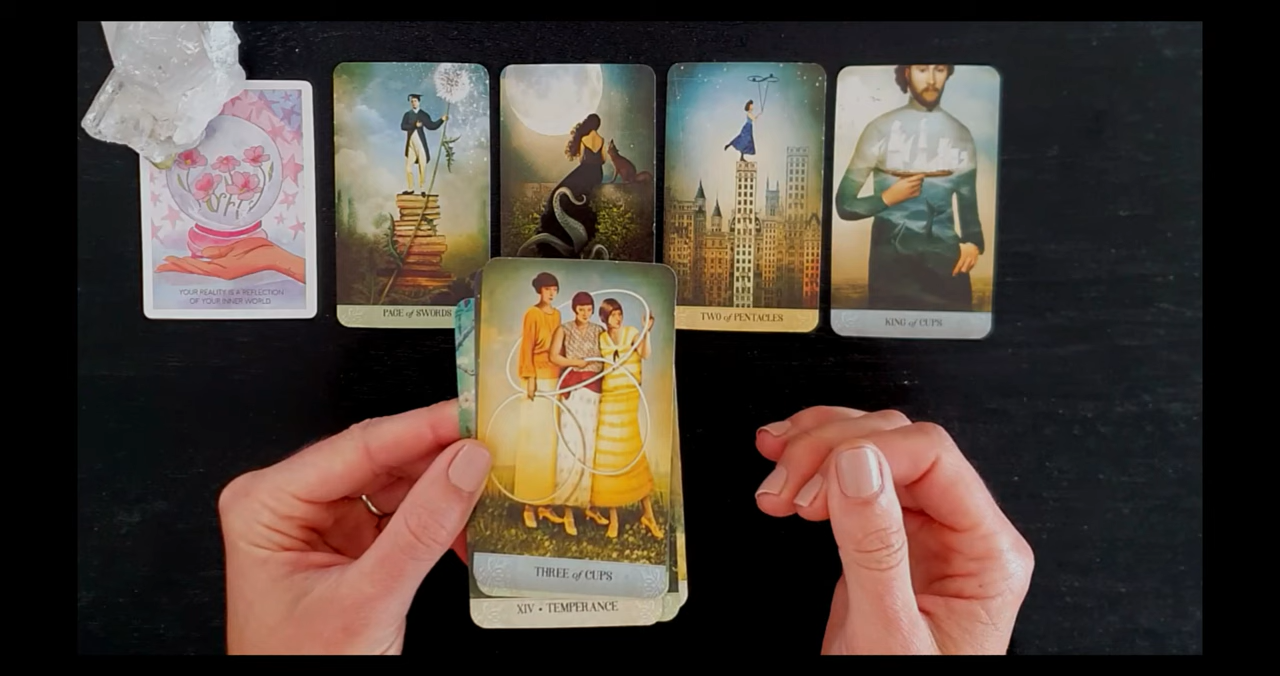 YOUR REALITY IS A REFLECTION
OF YOUR INNER WORLD
PAGE of SWORDS
TWO of PENTACLES
KING of CUPS
THREE of CUPS
XIV • TEMPERANCE